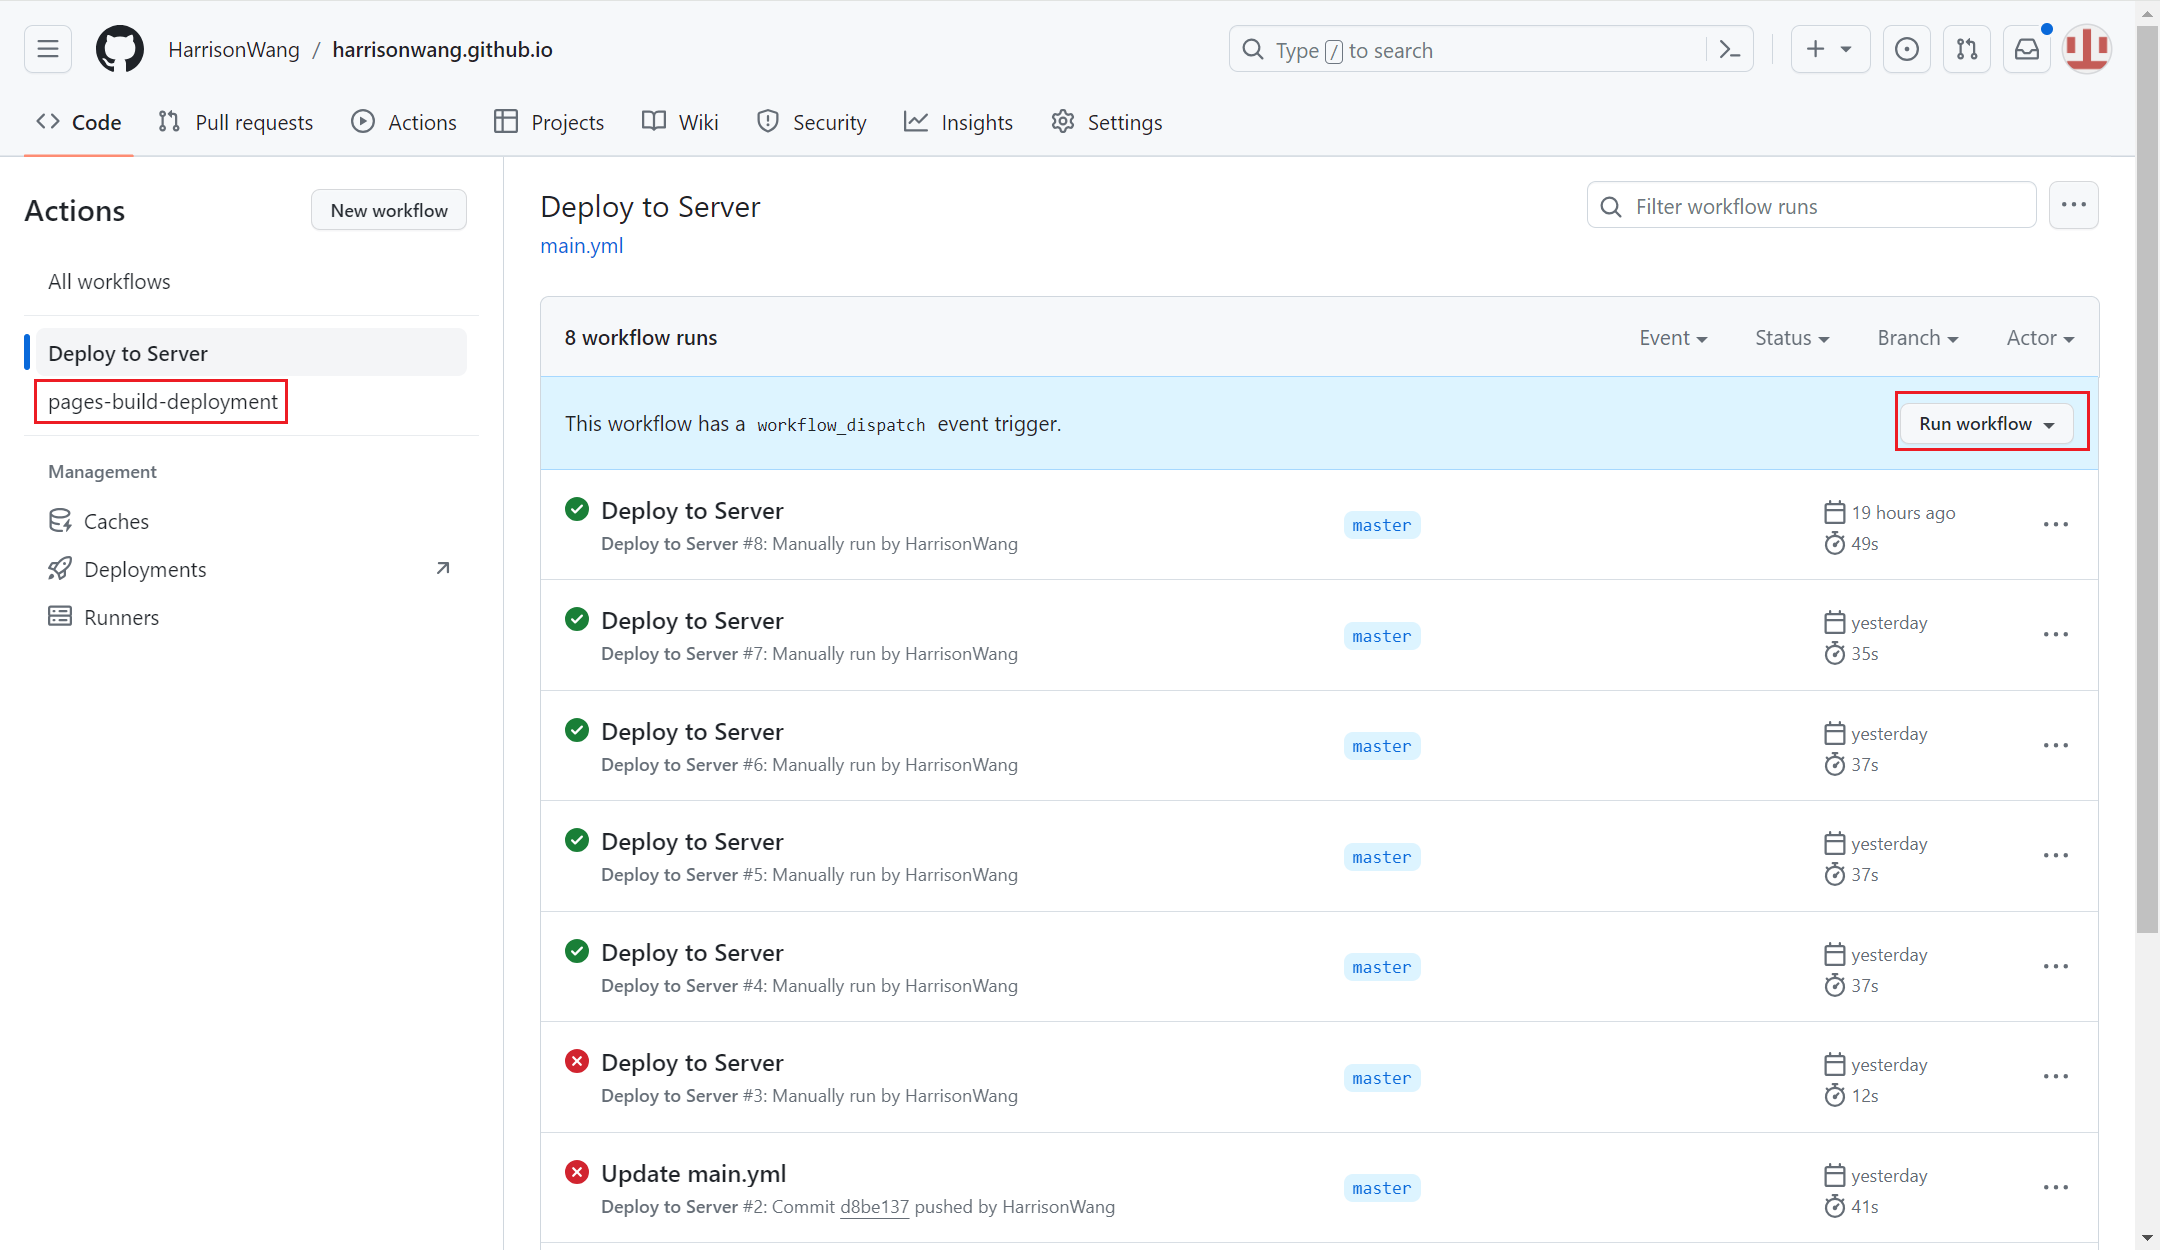 HarrisonWang / harrisonwang.github.io
Type / to search
Code Pull requests Actions Projects Wiki Security Insights Settings
Actions
New workflow
All workflows
Deploy to Server
pages-build-deployment
Management
Caches
Deployments
Runners
Deploy to Server
main.yml
Filter workflow runs
8 workflow runs
Event Status Branch Actor
This workflow has a workflow_dispatch event trigger.
Run workflow
Deploy to Server
Deploy to Server #8: Manually run by HarrisonWang
master
19 hours ago
49s
Deploy to Server
Deploy to Server #7: Manually run by HarrisonWang
master
yesterday
35s
Deploy to Server
Deploy to Server #6: Manually run by HarrisonWang
master
yesterday
37s
Deploy to Server
Deploy to Server #5: Manually run by HarrisonWang
master
yesterday
37s
Deploy to Server
Deploy to Server #4: Manually run by HarrisonWang
master
yesterday
37s
Deploy to Server
Deploy to Server #3: Manually run by HarrisonWang
master
yesterday
12s
Update main.yml
Deploy to Server #2: Commit d8be137 pushed by HarrisonWang
master
yesterday
41s